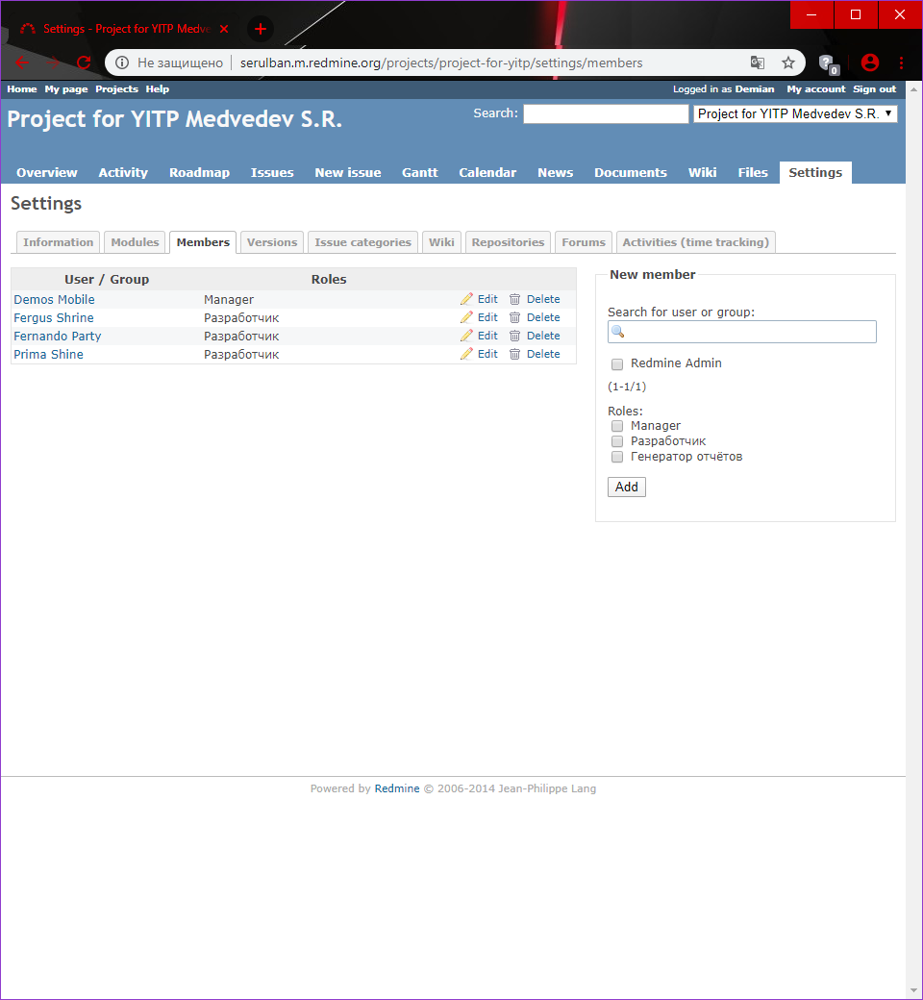 Settings - Project for YITP Medve
Не защищено serulban.m.redmine.org/projects/project-for-yitp/settings/members
0
Home My page Projects Help Logged in as Demian My account Sign out
Project for YITP Medvedev S.R. Search: Project for YITP Medvedev S.R.
Overview Activity Roadmap Issues New issue Gantt Calendar News Documents Wiki Files Settings
Settings
Information Modules Members Versions Issue categories Wiki Repositories Forums Activities (time tracking)
User / Group Roles
Demos Mobile Manager Edit Delete
Fergus Shrine Разработчик Edit Delete
Fernando Party Разработчик Edit Delete
Prima Shine Разработчик Edit Delete
New member
Search for user or group:
Redmine Admin
(1-1/1)
Roles:
Manager
Разработчик
Генератор отчётов
Add
Powered by Redmine © 2006-2014 Jean-Philippe Lang